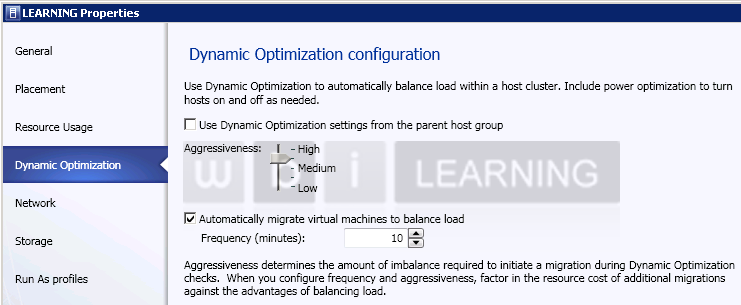 LEARNING Properties
General
Placement
Resource Usage
Dynamic Optimization
Network
Storage
Run As profiles
Dynamic Optimization configuration
Use Dynamic Optimization to automatically balance load within a host cluster. Include power optimization to turn
hosts on and off as needed.
Use Dynamic Optimization settings from the parent host group
Aggressiveness:
- High
- Medium
- Low
w b i LEARNING
Automatically migrate virtual machines to balance load
Frequency (minutes): 10
Aggressiveness determines the amount of imbalance required to initiate a migration during Dynamic Optimization
checks. When you configure frequency and aggressiveness, factor in the resource cost of additional migrations
against the advantages of balancing load.